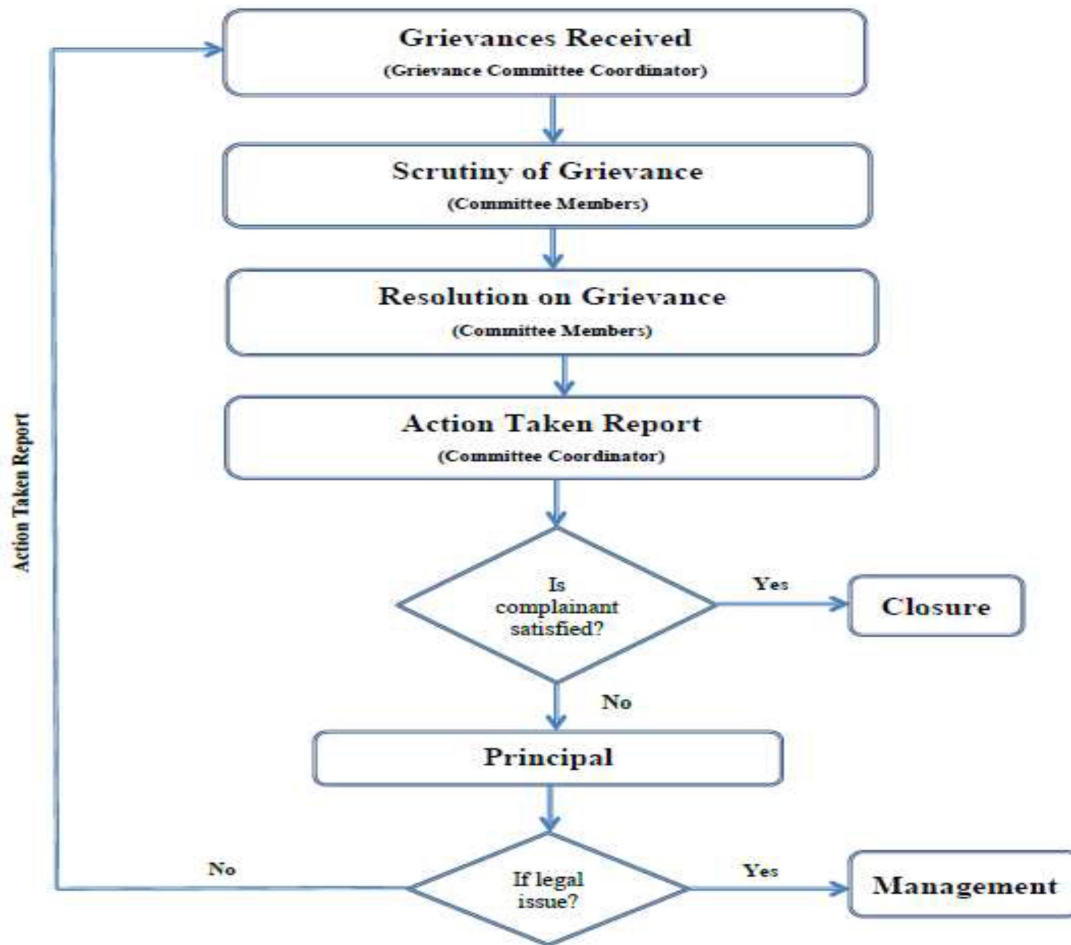 Grievances Received
(Grievance Committee Coordinator)
Scrutiny of Grievance
(Committee Members)
Resolution on Grievance
(Committee Members)
Action Taken Report
(Committee Coordinator)
Action Taken Report
Is
complainant
satisfied?
Yes
Closure
No
Principal
No
If legal
issue?
Yes
Management